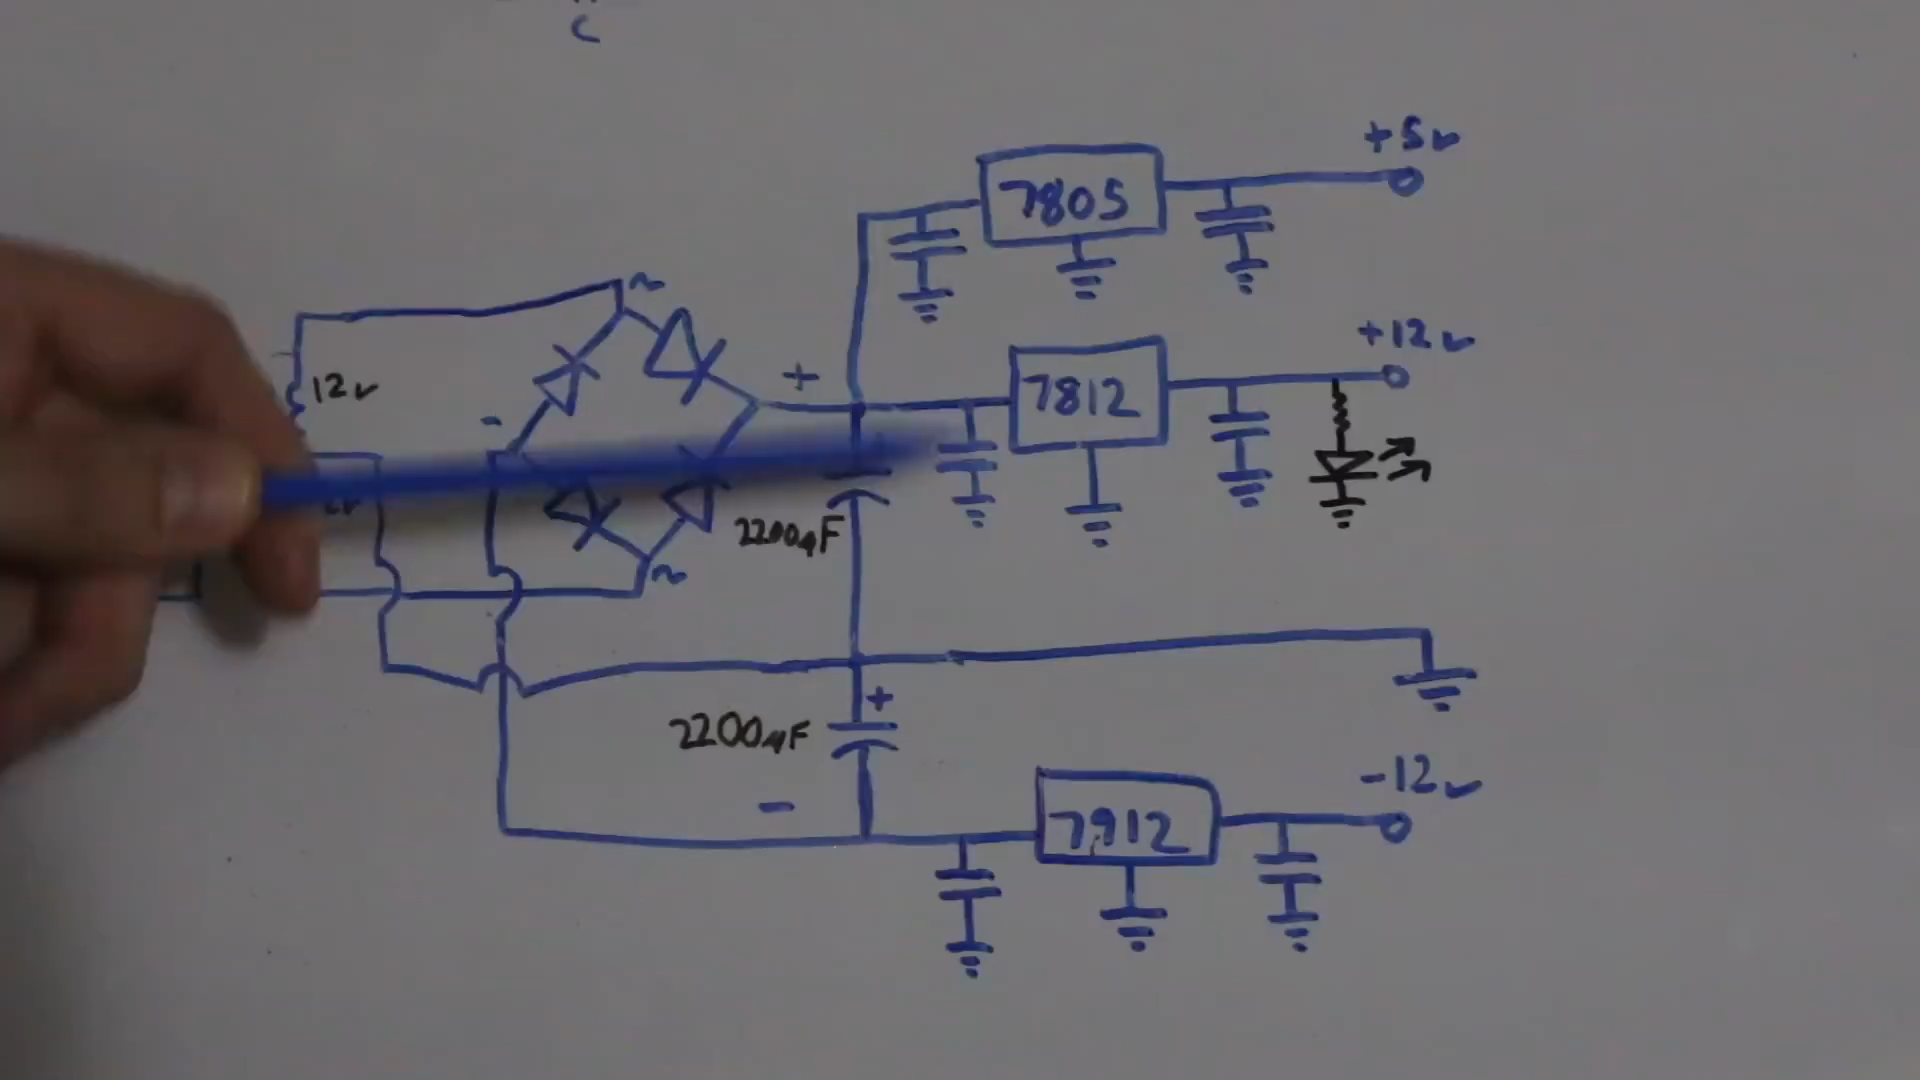 C
+5v
7805
~
+12v
12v
+
7812
-
2200µF
~
+
2200µF
-12v
-
7912